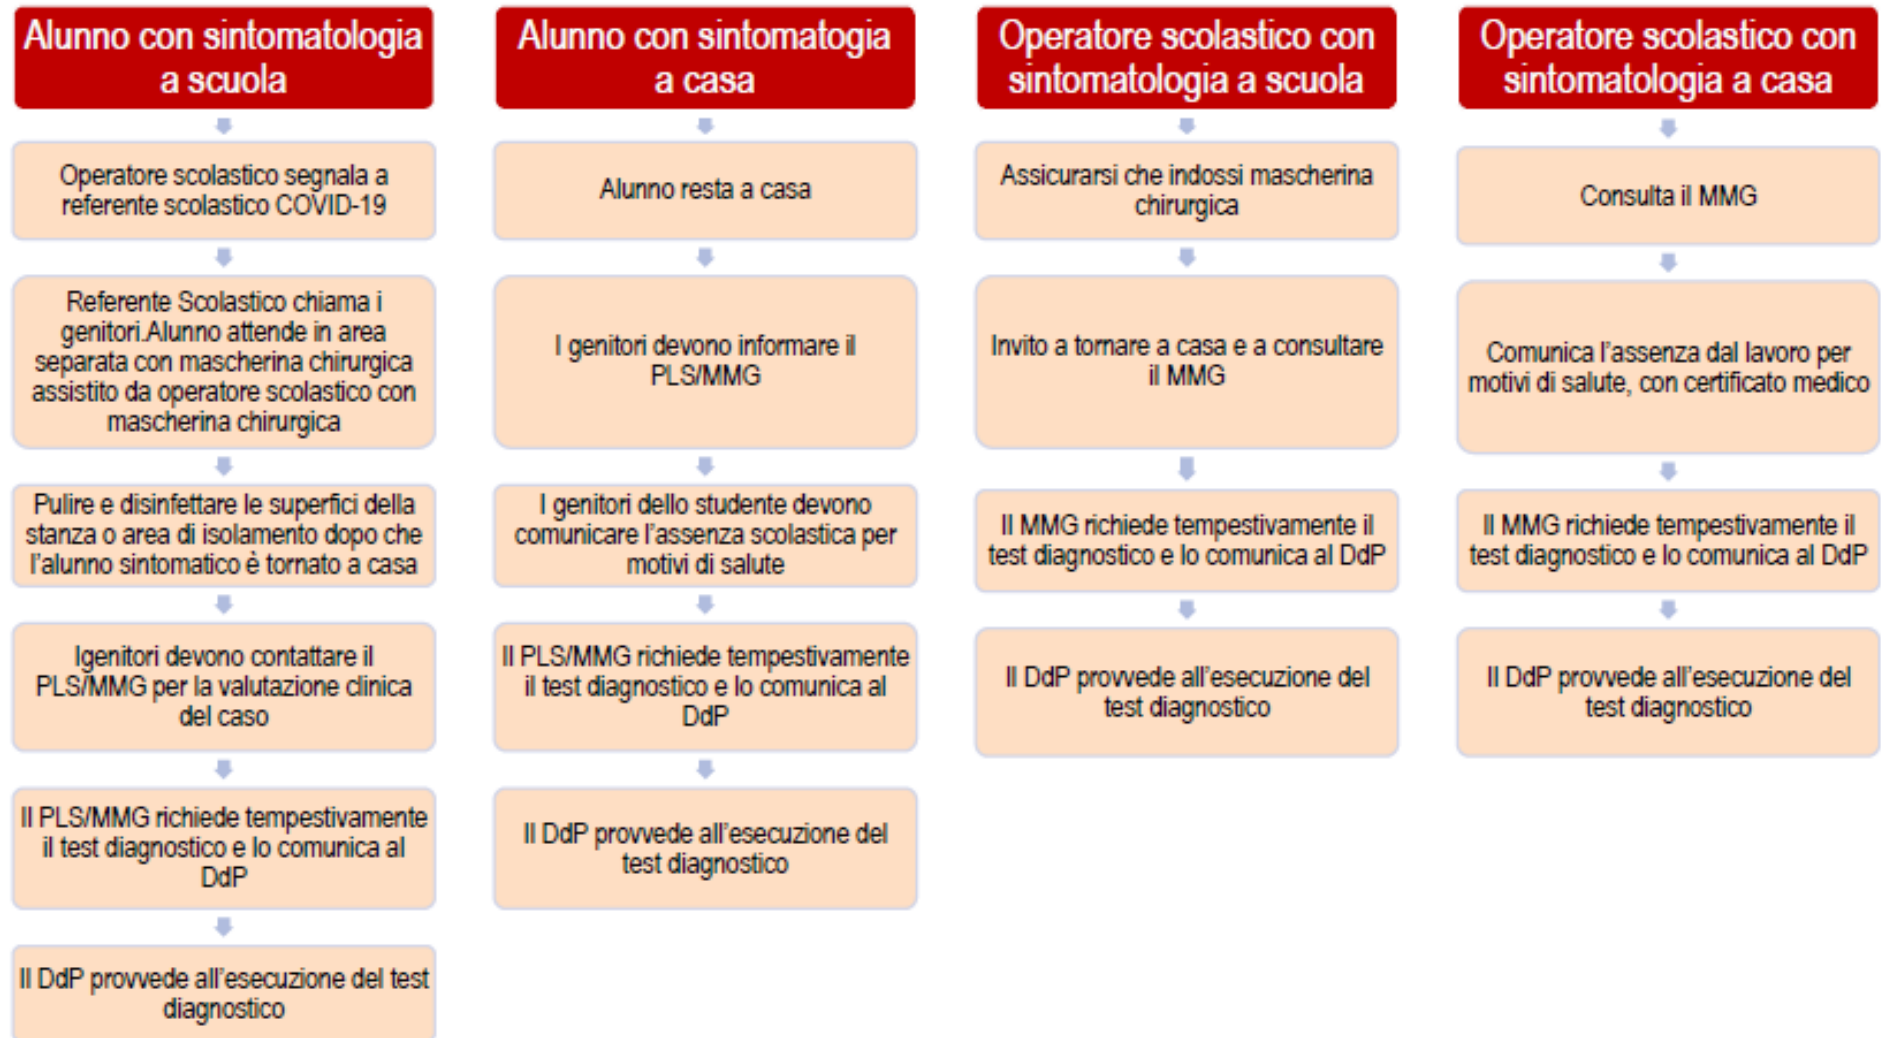 Alunno con sintomatologia
a scuola
Operatore scolastico segnala a
referente scolastico COVID-19
Referente Scolastico chiama i
genitori.Alunno attende in area
separata con mascherina chirurgica
assistito da operatore scolastico con
mascherina chirurgica
Pulire e disinfettare le superfici della
stanza o area di isolamento dopo che
l'alunno sintomatico è tornato a casa
Igenitori devono contattare il
PLS/MMG per la valutazione clinica
del caso
Il PLS/MMG richiede tempestivamente
il test diagnostico e lo comunica al
DdP
Il DdP provvede all'esecuzione del test
diagnostico
Alunno con sintomatogia
a casa
Alunno resta a casa
I genitori devono informare il
PLS/MMG
I genitori dello studente devono
comunicare l'assenza scolastica per
motivi di salute
Il PLS/MMG richiede tempestivamente
il test diagnostico e lo comunica al
DdP
Il DdP provvede all'esecuzione del
test diagnostico
Operatore scolastico con
sintomatologia a scuola
Assicurarsi che indossi mascherina
chirurgica
Invito a tornare a casa e a consultare
il MMG
Il MMG richiede tempestivamente il
test diagnostico e lo comunica al DdP
Il DdP provvede all'esecuzione del
test diagnostico
Operatore scolastico con
sintomatologia a casa
Consulta il MMG
Comunica l'assenza dal lavoro per
motivi di salute, con certificato medico
Il MMG richiede tempestivamente il
test diagnostico e lo comunica al DdP
Il DdP provvede all'esecuzione del
test diagnostico